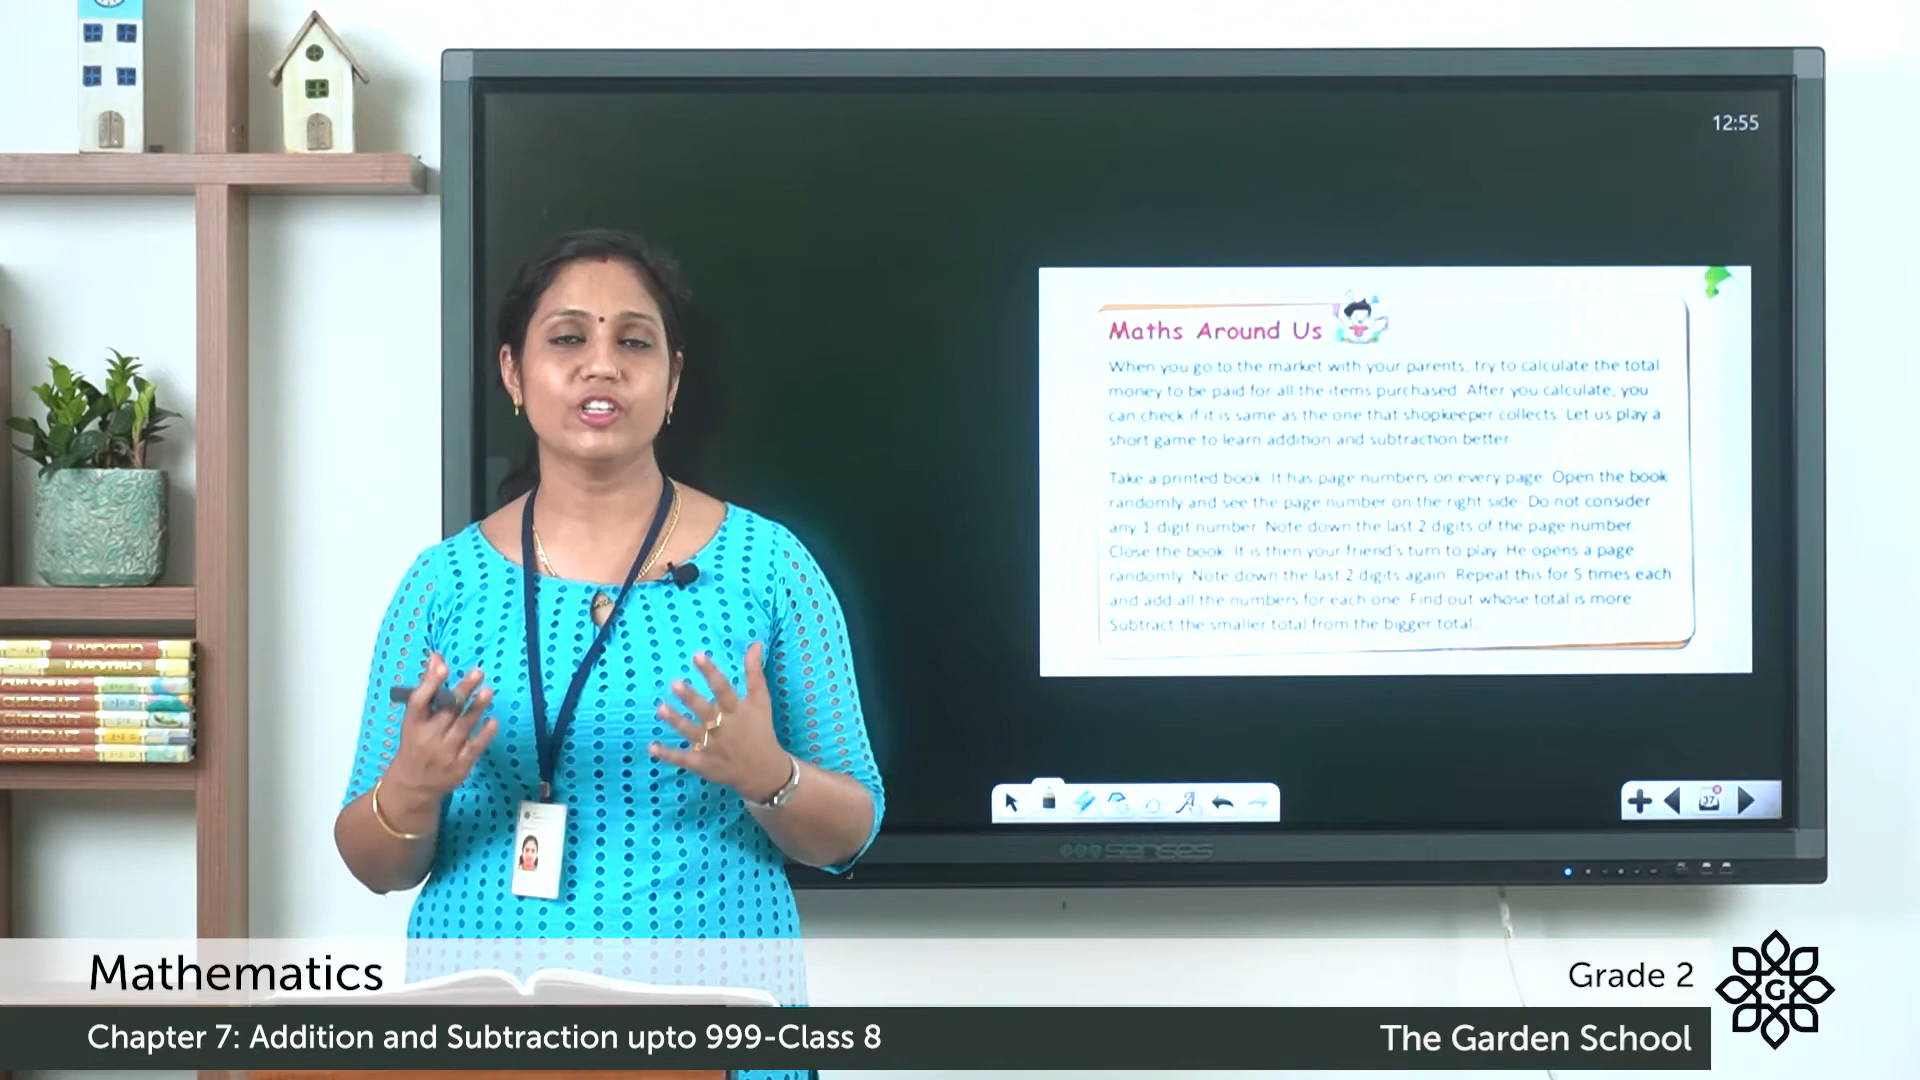 12:55
Maths Around Us
When you go to the market with your parents, try to calculate the total
money to be paid for all the items purchased. After you calculate, you
can check if it is same as the one that shopkeeper collects. Let us play a
short game to learn addition and subtraction better.
Take a printed book. It has page numbers on every page. Open the book
randomly and see the page number on the right side. Do not consider
any 1-digit number. Note down the last 2 digits of the page number.
Close the book. It is then your friend's turn to play. He opens a page
randomly. Note down the last 2 digits again. Repeat this for 5 times each
and add all the numbers for each one. Find out whose total is more.
Subtract the smaller total from the bigger total.
CHILDCRAFT
CHILDCRAFT
CHILDCRAFT
CHILDCRAFT
CHILDCRAFT
CHILDCRAFT
A
37
senses
Mathematics
Grade 2
G
Chapter 7: Addition and Subtraction upto 999-Class 8
The Garden School